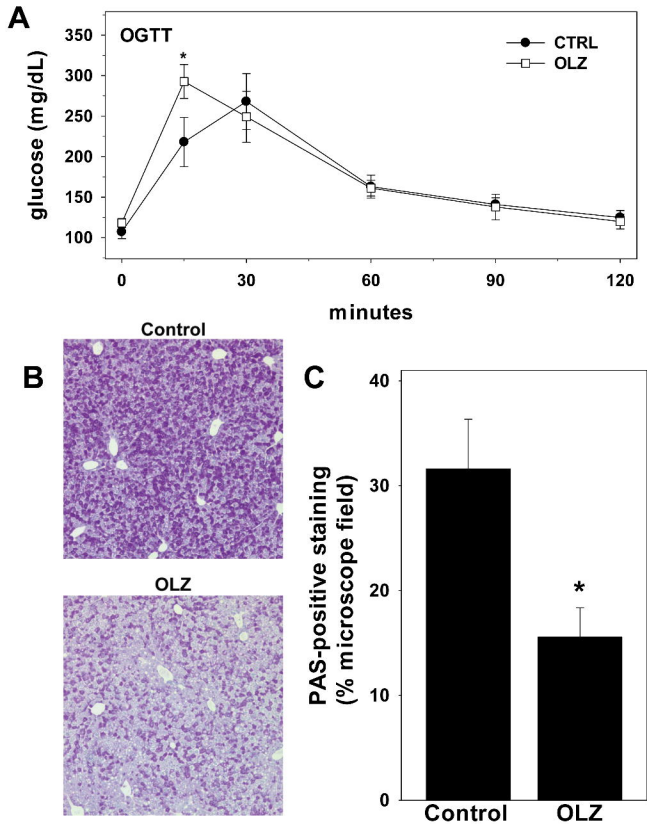 A
OGTT
CTRL
OLZ
*
350
300
250
200
150
100
glucose (mg/dL)
0
30
60
90
120
minutes
B
Control
OLZ
C
40
30
20
10
0
PAS-positive staining
(% microscope field)
*
Control
OLZ